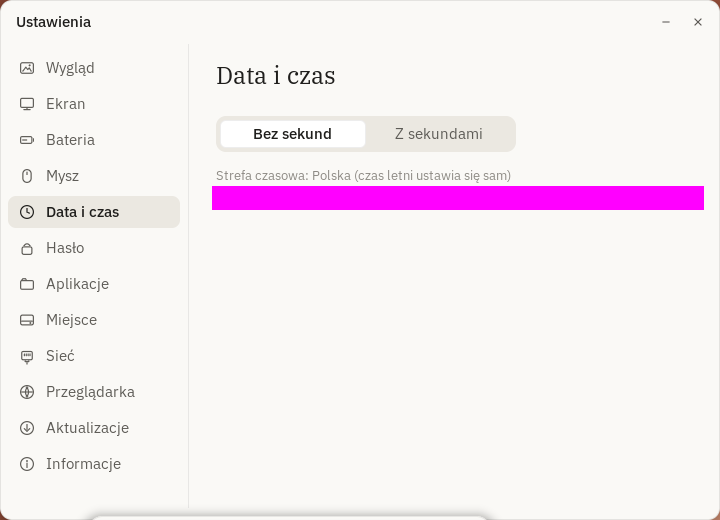 Ustawienia
Wygląd
Ekran
Bateria
Mysz
Data i czas
Hasło
Aplikacje
Miejsce
Sieć
Przeglądarka
Aktualizacje
Informacje
Data i czas
Bez sekund
Z sekundami
Strefa czasowa: Polska (czas letni ustawia się sam)